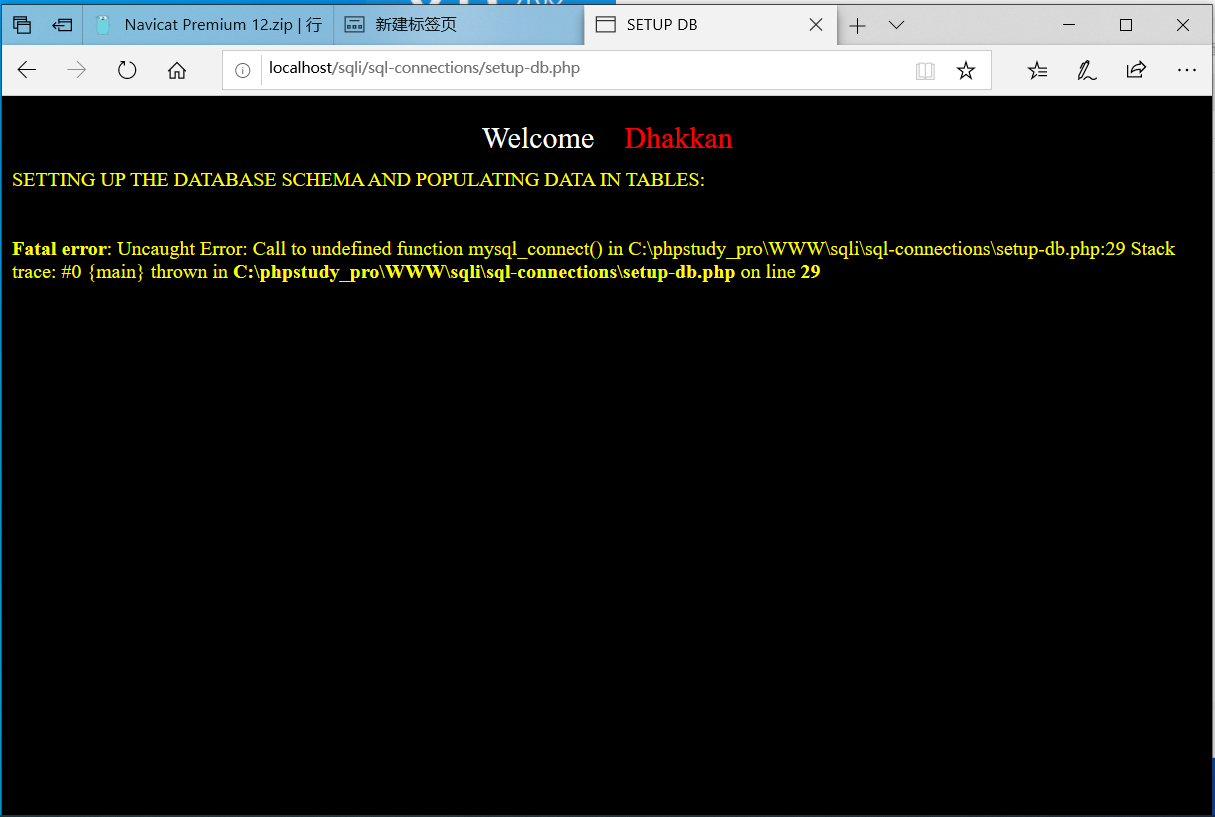 Navicat Premium 12.zip | 行
新建标签页
SETUP DB
localhost/sqli/sql-connections/setup-db.php
Welcome Dhakkan
SETTING UP THE DATABASE SCHEMA AND POPULATING DATA IN TABLES:
Fatal error: Uncaught Error: Call to undefined function mysql_connect() in C:\phpstudy_pro\WWW\sqli\sql-connections\setup-db.php:29 Stack
trace: #0 {main} thrown in C:\phpstudy_pro\WWW\sqli\sql-connections\setup-db.php on line 29